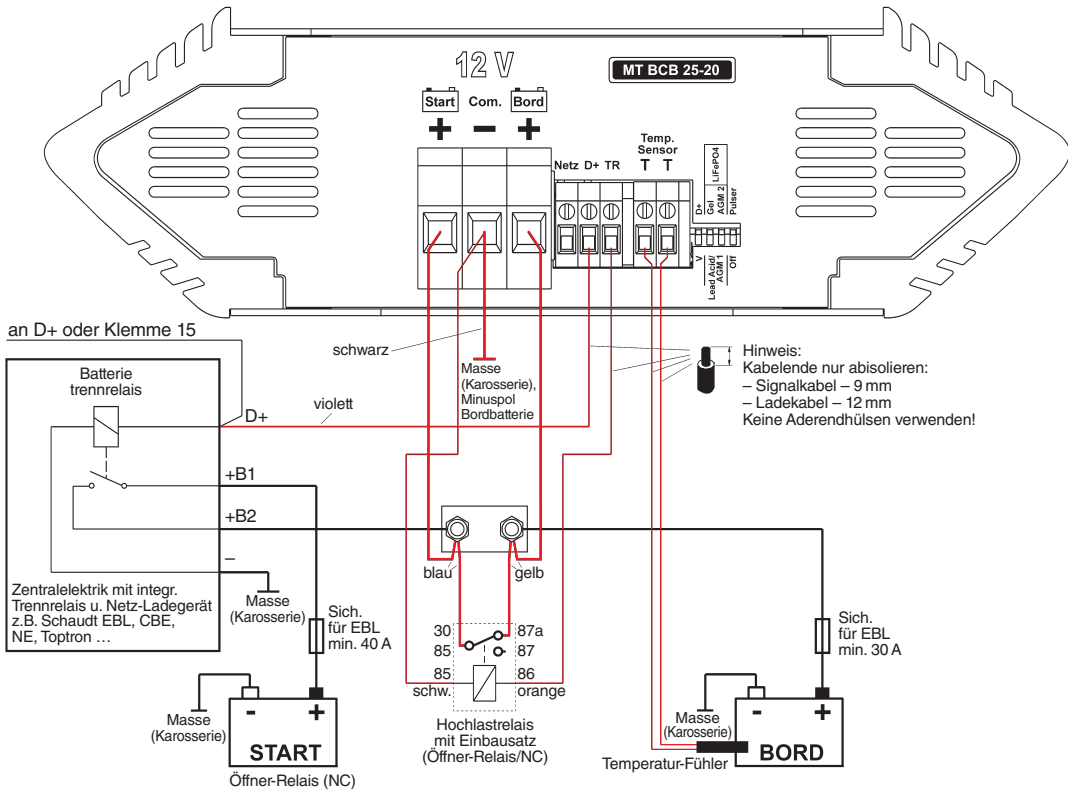 12 V
MT BCB 25-20
Start
Com.
Bord
+
−
+
Temp.
Sensor
Netz D+ TR
T T
D+
Gel
AGM 2
LiFePO4
Pulser
V
Lead Acid/
AGM 1
Off
an D+ oder Klemme 15
Batterie
trennrelais
D+
violett
schwarz
Masse
(Karosserie),
Minuspol
Bordbatterie
Hinweis:
Kabelende nur abisolieren:
– Signalkabel – 9 mm
– Ladekabel – 12 mm
Keine Aderendhülsen verwenden!
+B1
+B2
–
Zentralelektrik mit integr.
Trennrelais u. Netz-Ladegerät
z.B. Schaudt EBL, CBE,
NE, Toptron …
Masse
(Karosserie)
Sich.
für EBL
min. 40 A
blau
gelb
30
87a
85
87
85
86
schw.
orange
Hochlastrelais
mit Einbausatz
(Öffner-Relais/NC)
Sich.
für EBL
min. 30 A
Masse
(Karosserie)
- +
START
Öffner-Relais (NC)
Masse
(Karosserie)
- +
BORD
Temperatur-Fühler